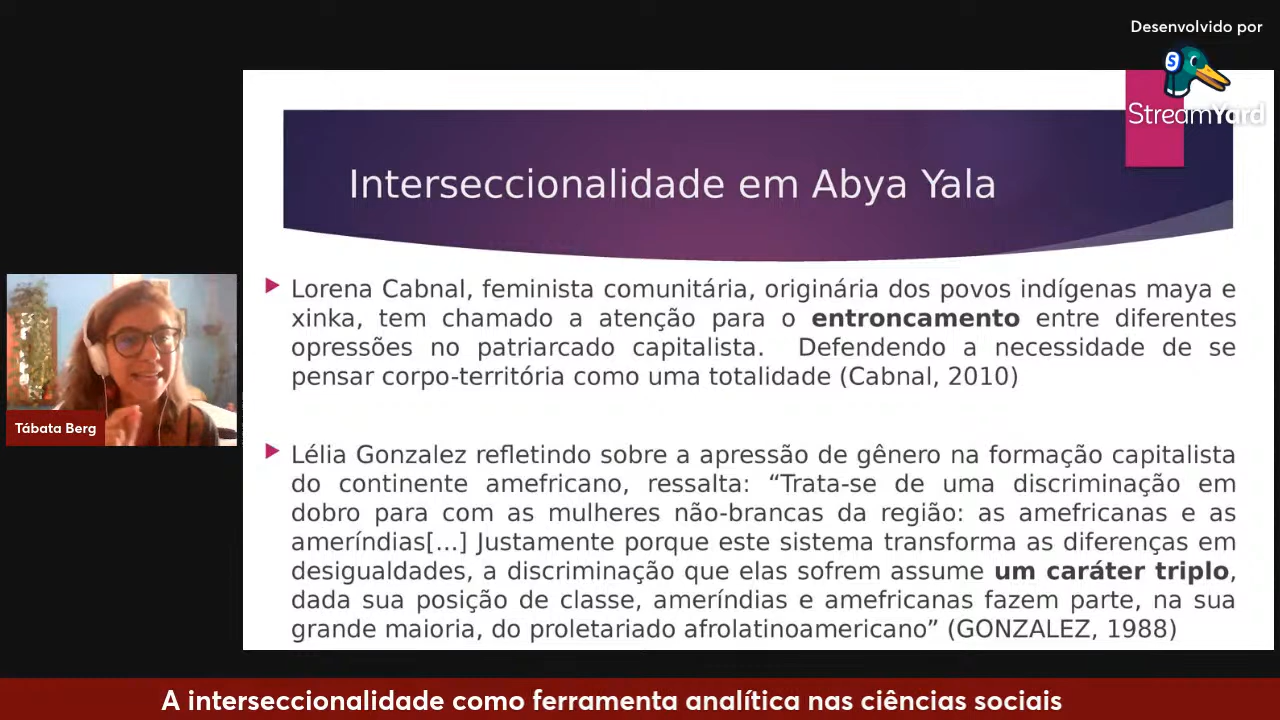 Desenvolvido por
StreamYard
Interseccionalidade em Abya Yala
Lorena Cabnal, feminista comunitária, originária dos povos indígenas maya e
xinka, tem chamado a atenção para o entroncamento entre diferentes
opressões no patriarcado capitalista. Defendendo a necessidade de se
pensar corpo-território como uma totalidade (Cabnal, 2010)
Lélia Gonzalez refletindo sobre a apressão de gênero na formação capitalista
do continente amefricano, ressalta: “Trata-se de uma discriminação em
dobro para com as mulheres não-brancas da região: as amefricanas e as
ameríndias[...] Justamente porque este sistema transforma as diferenças em
desigualdades, a discriminação que elas sofrem assume um caráter triplo,
dada sua posição de classe, ameríndias e amefricanas fazem parte, na sua
grande maioria, do proletariado afrolatinoamericano” (GONZALEZ, 1988)
Tábata Berg
A interseccionalidade como ferramenta analítica nas ciências sociais